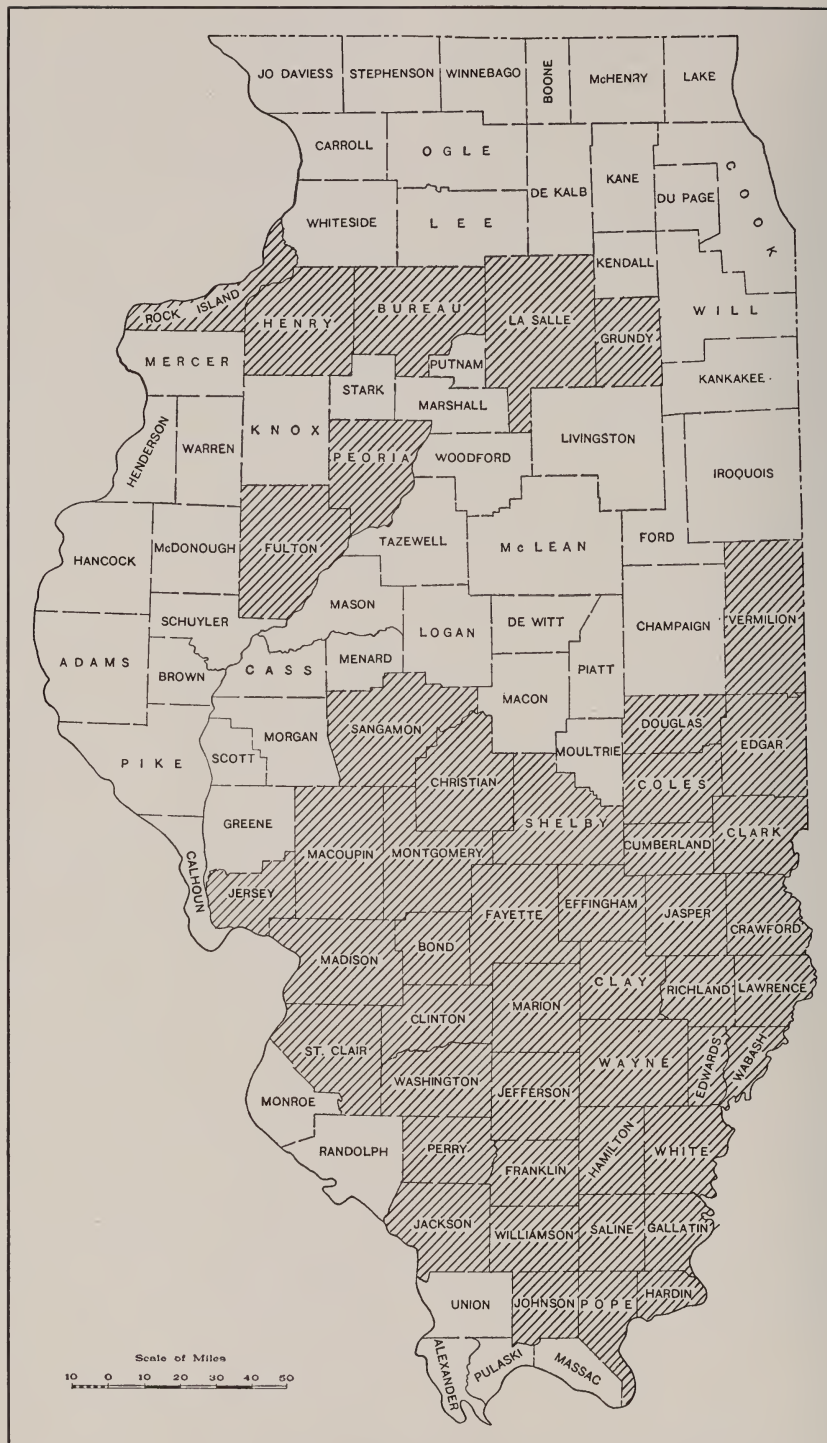 JO DAVIESS
STEPHENSON
WINNEBAGO
BOONE
McHENRY
LAKE
CARROLL
OGLE
DE KALB
KANE
COOK
DU PAGE
WHITESIDE
LEE
KENDALL
ROCK ISLAND
HENRY
BUREAU
LA SALLE
GRUNDY
WILL
MERCER
PUTNAM
KANKAKEE
STARK
MARSHALL
HENDERSON
WARREN
KNOX
PEORIA
WOODFORD
LIVINGSTON
IROQUOIS
HANCOCK
McDONOUGH
FULTON
TAZEWELL
McLEAN
FORD
MASON
SCHUYLER
ADAMS
BROWN
CASS
MENARD
LOGAN
DE WITT
PIATT
CHAMPAIGN
VERMILION
MACON
SANGAMON
MORGAN
SCOTT
PIKE
CHRISTIAN
MOULTRIE
DOUGLAS
EDGAR
COLES
SHELBY
GREENE
CALHOUN
JERSEY
MACOUPIN
MONTGOMERY
CUMBERLAND
CLARK
FAYETTE
EFFINGHAM
JASPER
CRAWFORD
MADISON
BOND
CLAY
RICHLAND
LAWRENCE
CLINTON
MARION
ST. CLAIR
WASHINGTON
WAYNE
EDWARDS
WABASH
MONROE
JEFFERSON
RANDOLPH
PERRY
HAMILTON
WHITE
FRANKLIN
JACKSON
WILLIAMSON
SALINE
GALLATIN
UNION
JOHNSON
POPE
HARDIN
ALEXANDER
PULASKI
MASSAC
Scale of Miles
10 0 10 20 30 40 50